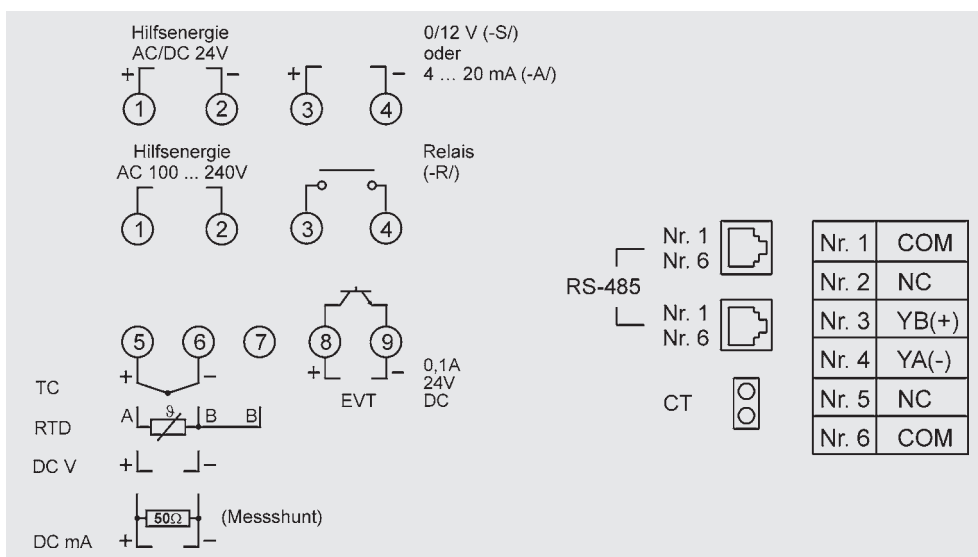 Hilfsenergie
AC/DC 24V
+ −
1 2
+ −
3 4
0/12 V (-S/)
oder
4 ... 20 mA (-A/)
Hilfsenergie
AC 100 ... 240V
1 2
3 4
Relais
(-R/)
5 6 7
8 9
TC + −
+ −
EVT
0,1A
24V
DC
RTD A ϑ B B
DC V + −
50Ω (Messshunt)
DC mA + −
RS-485
Nr. 1
Nr. 6
Nr. 1
Nr. 6
CT
Nr. 1 COM
Nr. 2 NC
Nr. 3 YB(+)
Nr. 4 YA(-)
Nr. 5 NC
Nr. 6 COM